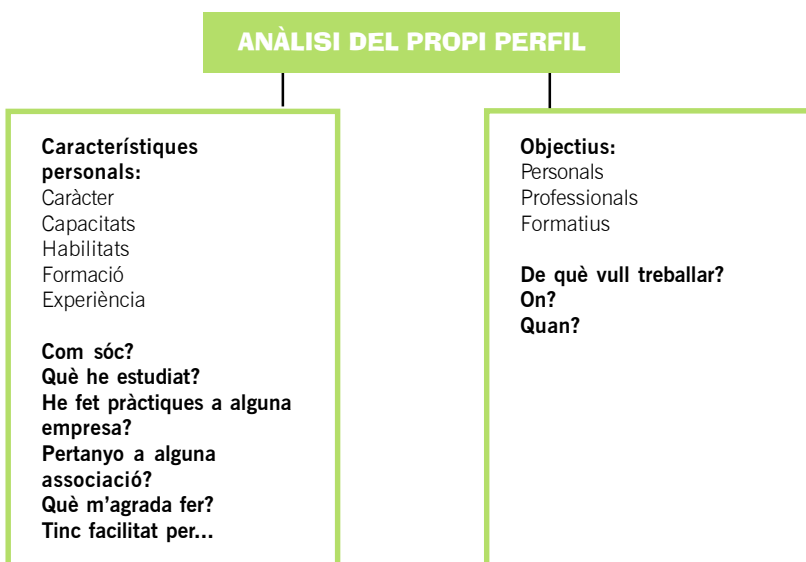 ANÀLISI DEL PROPI PERFIL
Característiques
personals:
Caràcter
Capacitats
Habilitats
Formació
Experiència
Com sóc?
Què he estudiat?
He fet pràctiques a alguna
empresa?
Pertanyo a alguna
associació?
Què m’agrada fer?
Tinc facilitat per...
Objectius:
Personals
Professionals
Formatius
De què vull treballar?
On?
Quan?